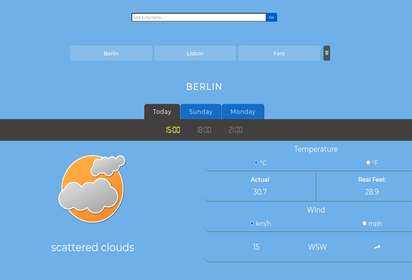 type a city name... Go
Berlin Lisbon Faro
BERLIN
Today Sunday Monday
15:00 18:00 21:00
Temperature
°C °F
Actual Real Feel:
30.7 28.9
Wind
km/h mph
scattered clouds 15 WSW